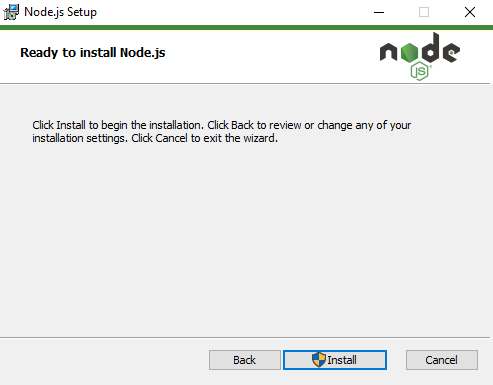 Node.js Setup
Ready to install Node.js
node
JS
Click Install to begin the installation. Click Back to review or change any of your
installation settings. Click Cancel to exit the wizard.
Back Install Cancel